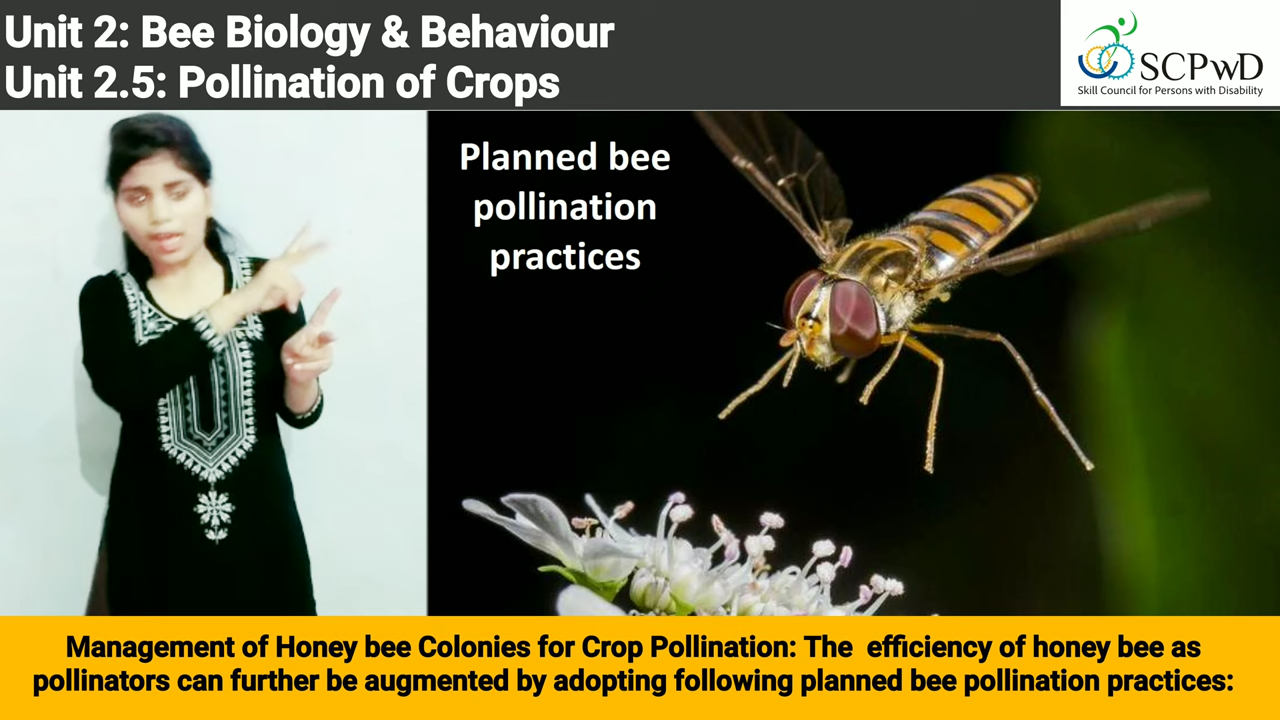 Unit 2: Bee Biology & Behaviour
Unit 2.5: Pollination of Crops
SCPwD
Skill Council for Persons with Disability
Planned bee
pollination
practices
Management of Honey bee Colonies for Crop Pollination: The  efficiency of honey bee as
pollinators can further be augmented by adopting following planned bee pollination practices: